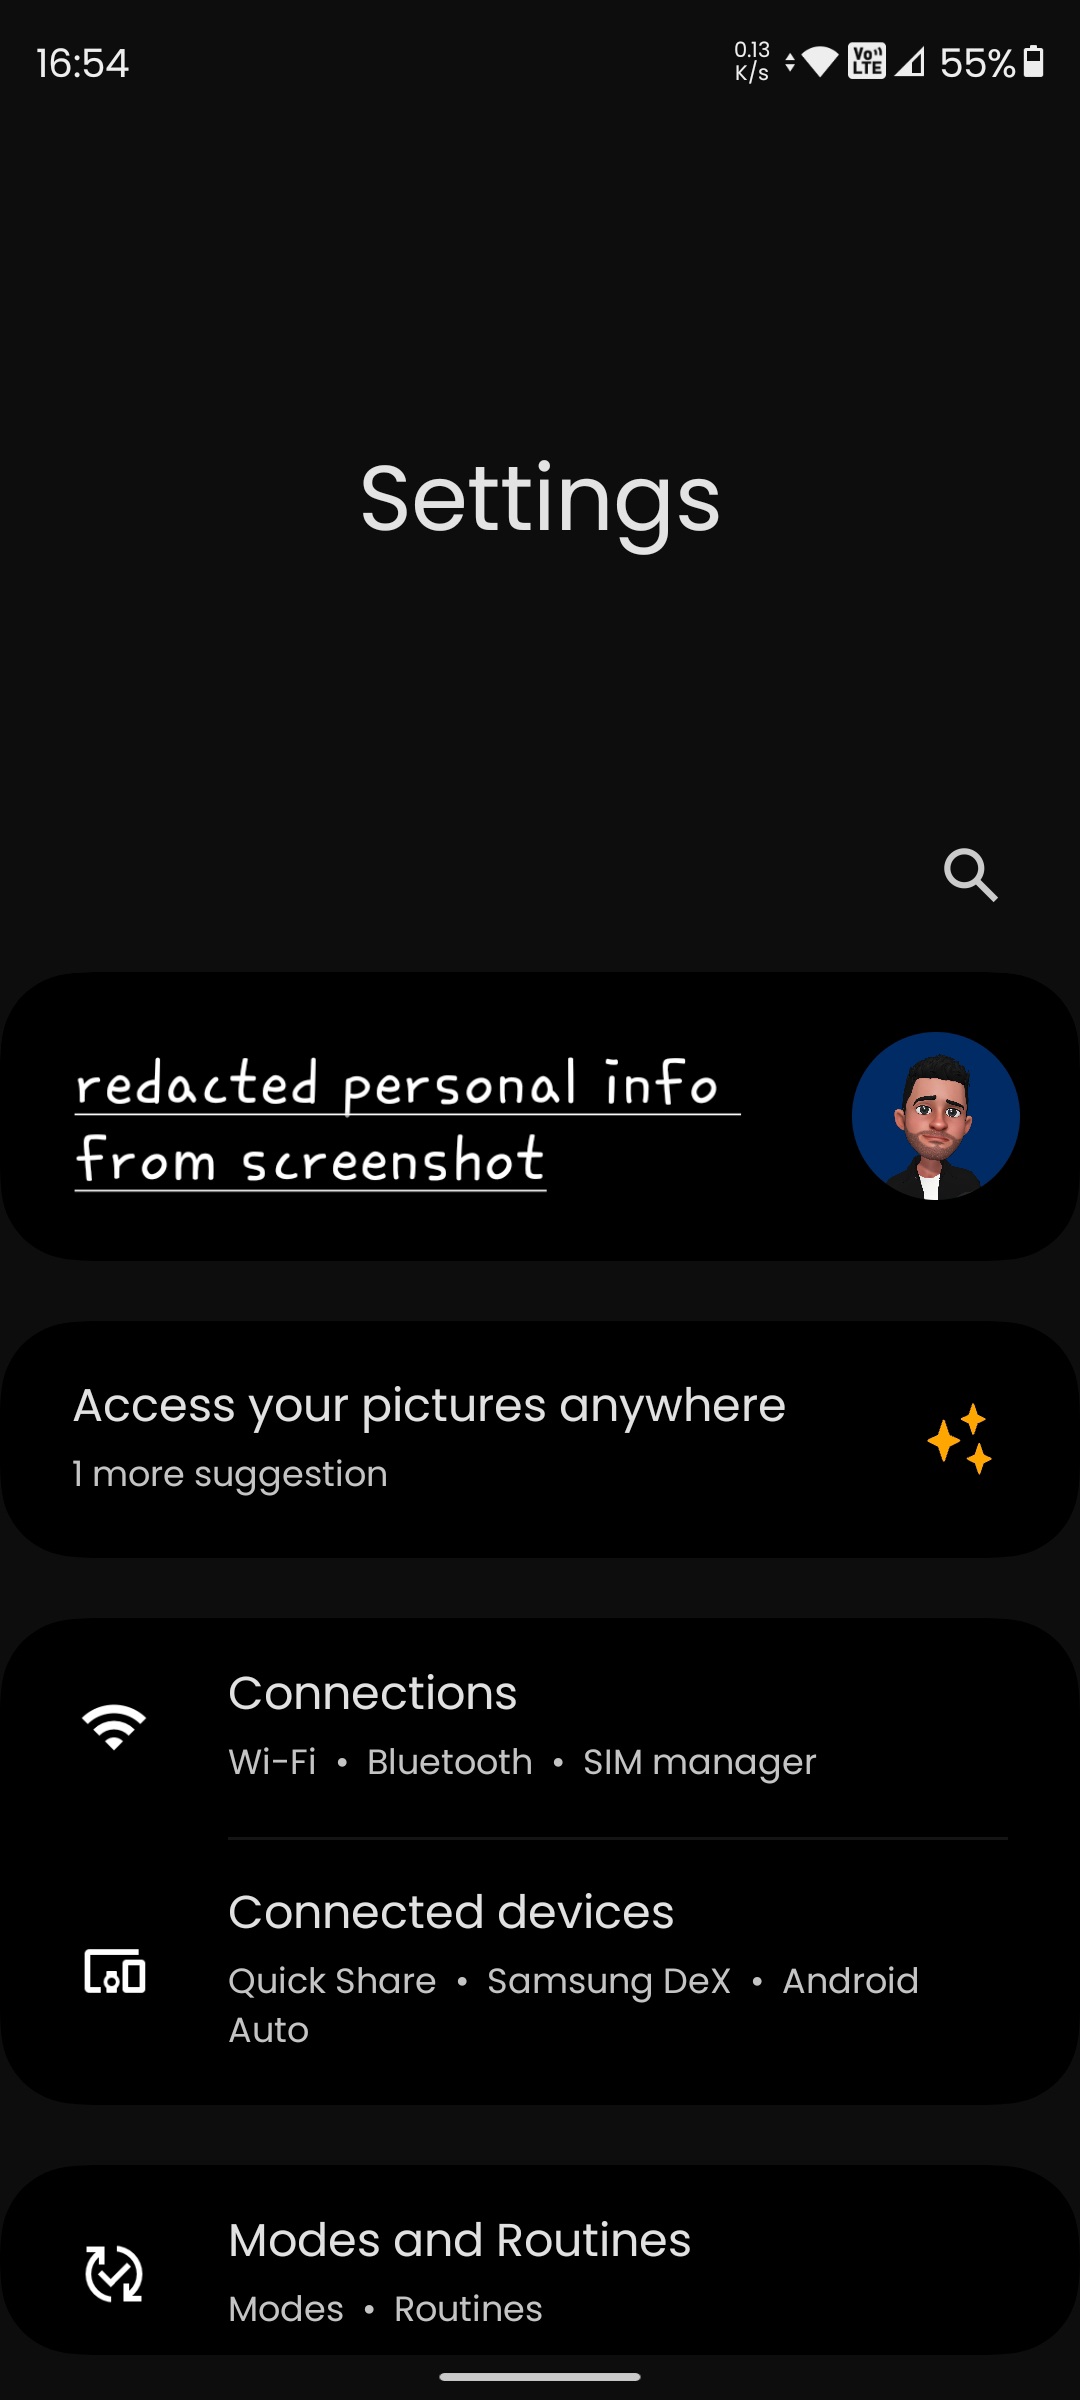 16:54
0.13
K/s
Vo
LTE
55%
Settings
redacted personal info
from screenshot
Access your pictures anywhere
1 more suggestion
Connections
Wi-Fi • Bluetooth • SIM manager
Connected devices
Quick Share • Samsung DeX • Android
Auto
Modes and Routines
Modes • Routines